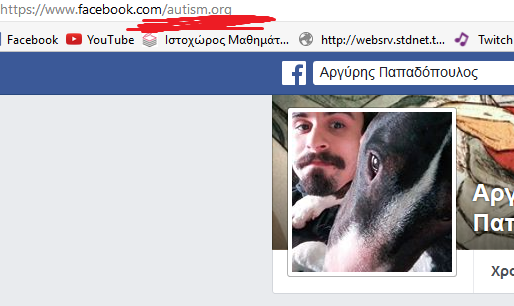 https://www.facebook.com/autism.org
Facebook YouTube Ιστοχώρος Μαθημάτ... http://websrv.stdnet.t... Twitch
f Αργύρης Παπαδόπουλος
Αργ
Παπ
Χρο